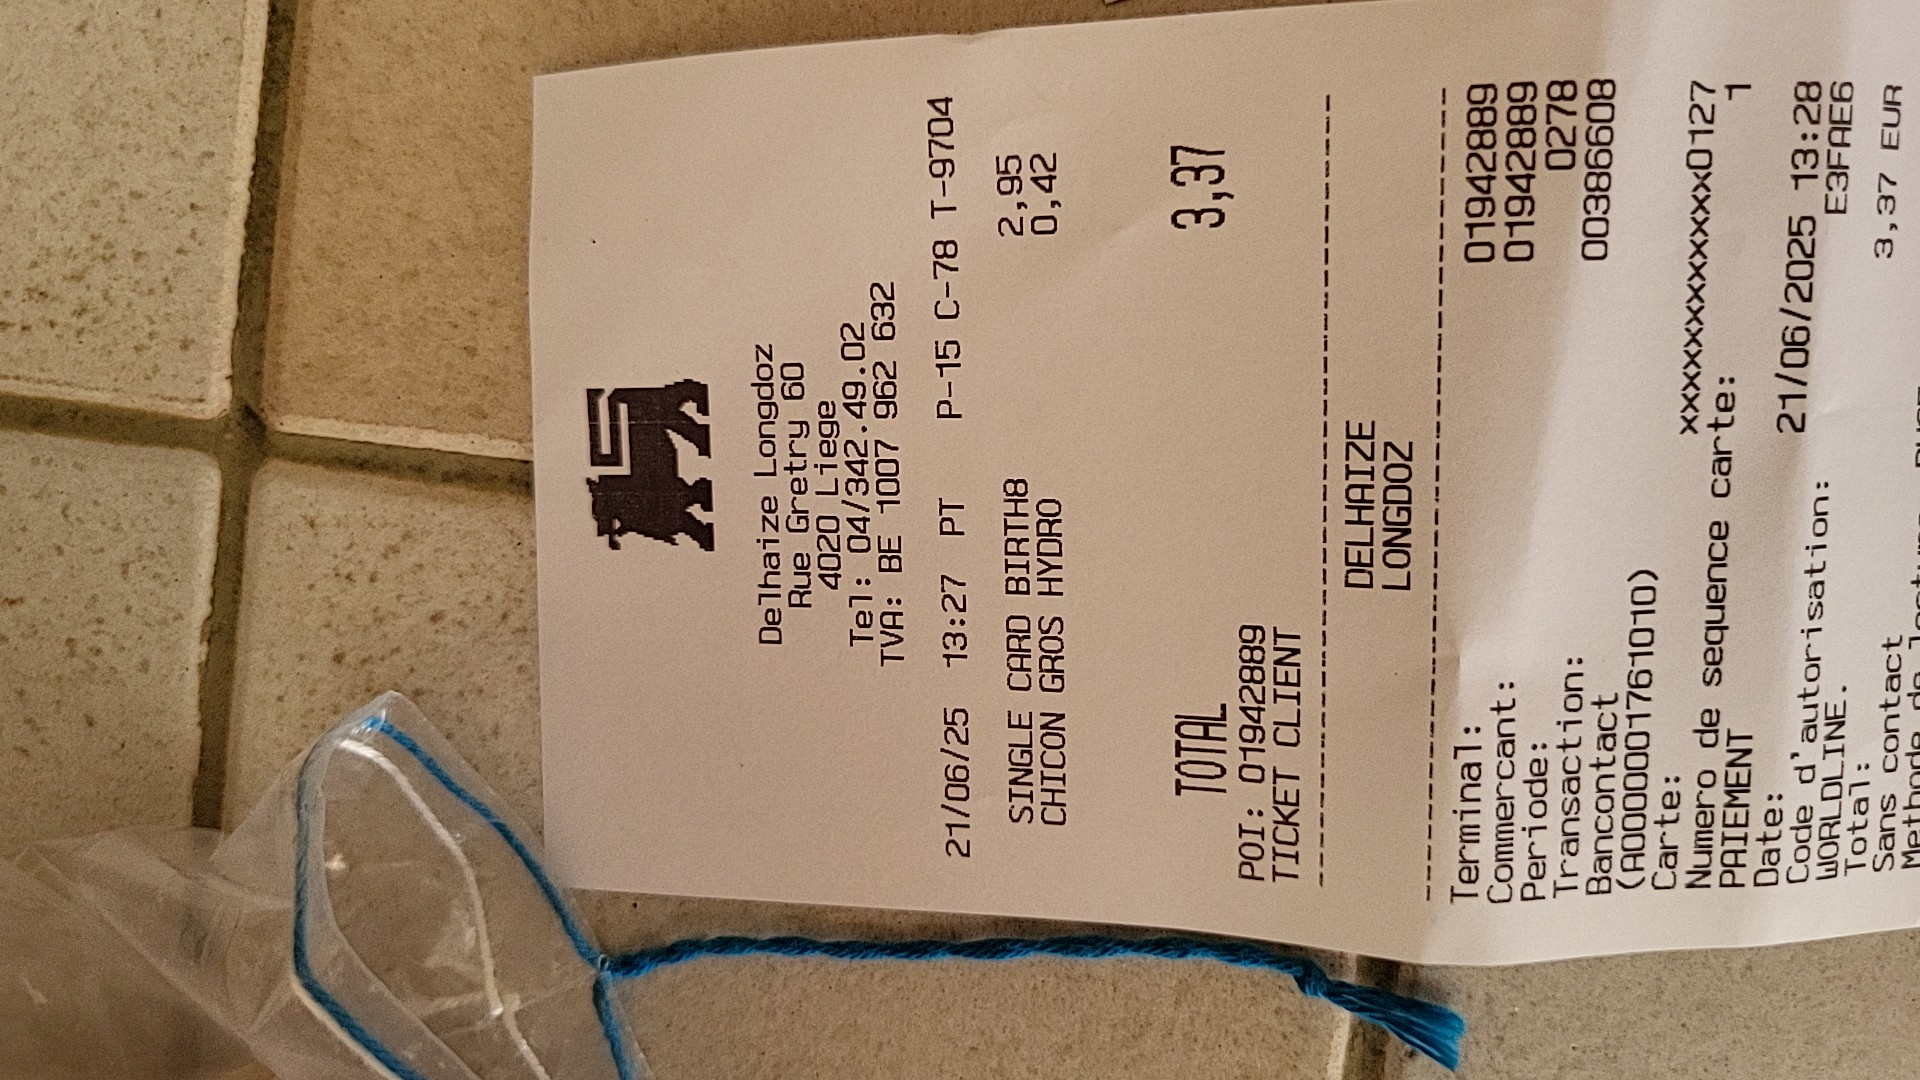 Delhaize Longdoz
Rue Gretry 60
4020 Liege
Tel: 04/342.49.02
TVA: BE 1007 962 632
21/06/25 13:27 PT P-15 C-78 T-9704
SINGLE CARD BIRTH8 2,95
CHICON GROS HYDRO 0,42
TOTAL 3,37
POI: 01942889
TICKET CLIENT
DELHAIZE
LONGDOZ
Terminal: 01942889
Commercant: 01942889
Periode: 0278
Transaction: 00386608
Bancontact
(A0000001761010)
Carte: xxxxxxxxxxxxx0127
Numero de sequence carte: 1
PAIEMENT
Date: 21/06/2025 13:28
Code d'autorisation: E3FAE6
WORLDLINE.
Total: 3,37 EUR
Sans contact
Methode de lecture